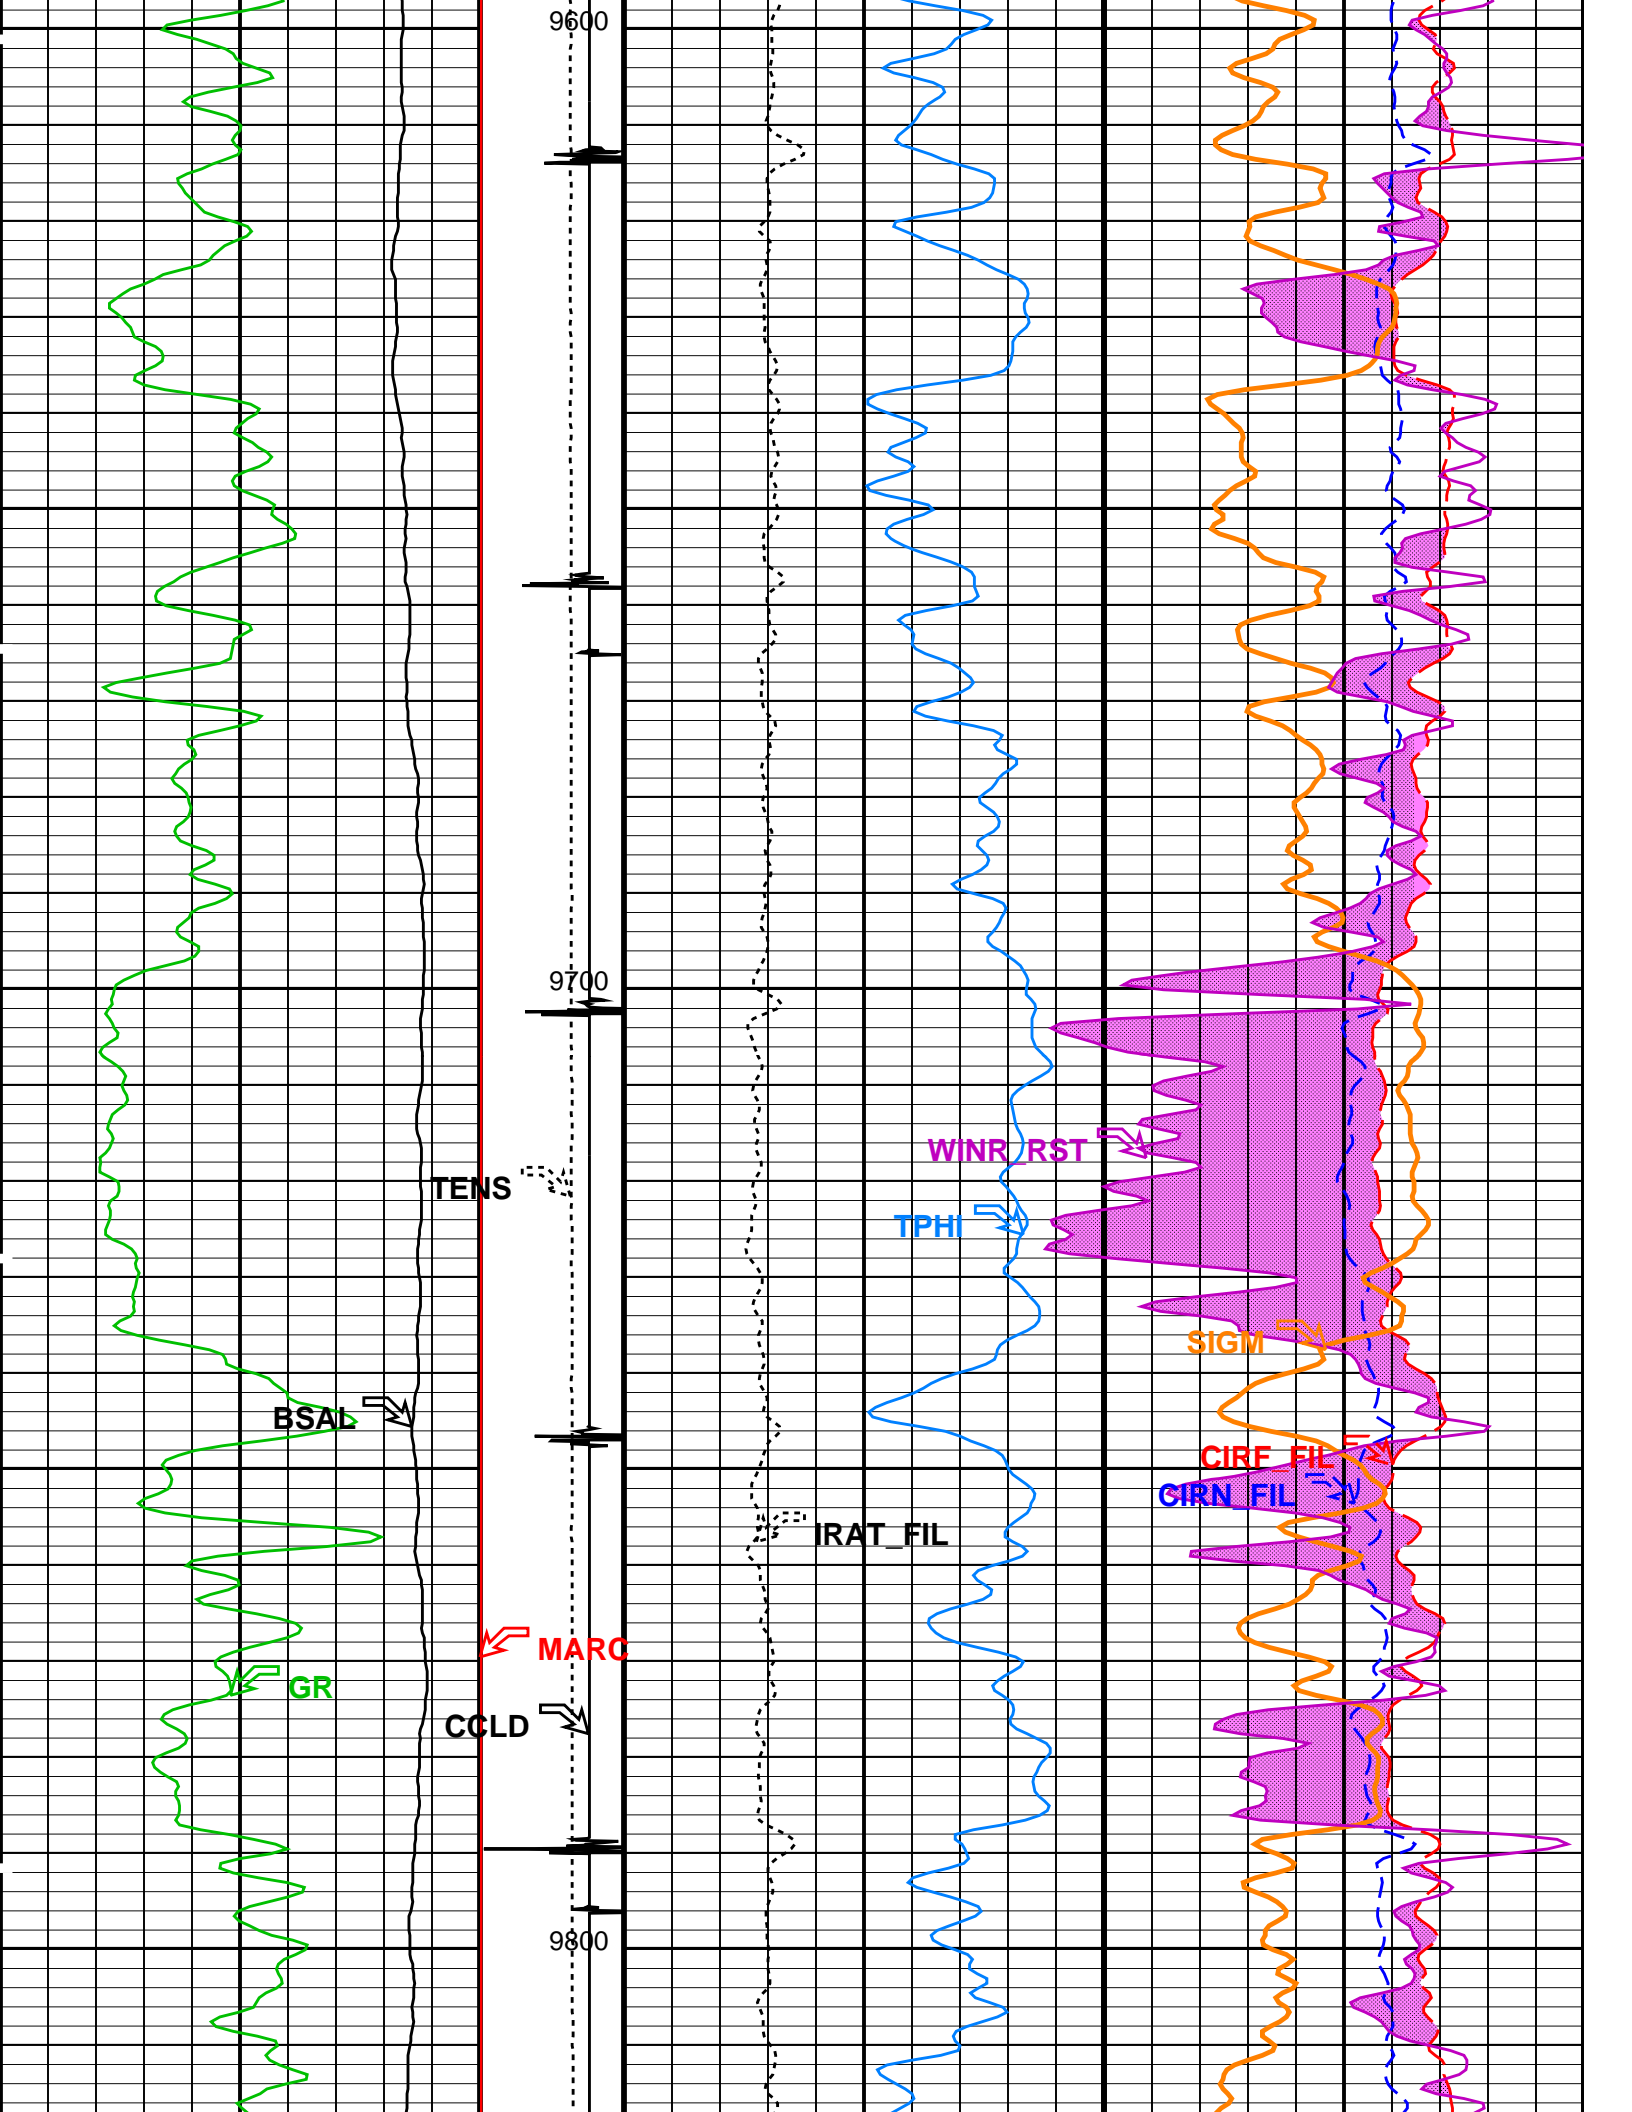 9600
9700
WINR_RST
TENS
TPHI
SIGM
BSAL
CIRF_FIL
CIRN_FIL
IRAT_FIL
MARC
GR
CCLD
9800